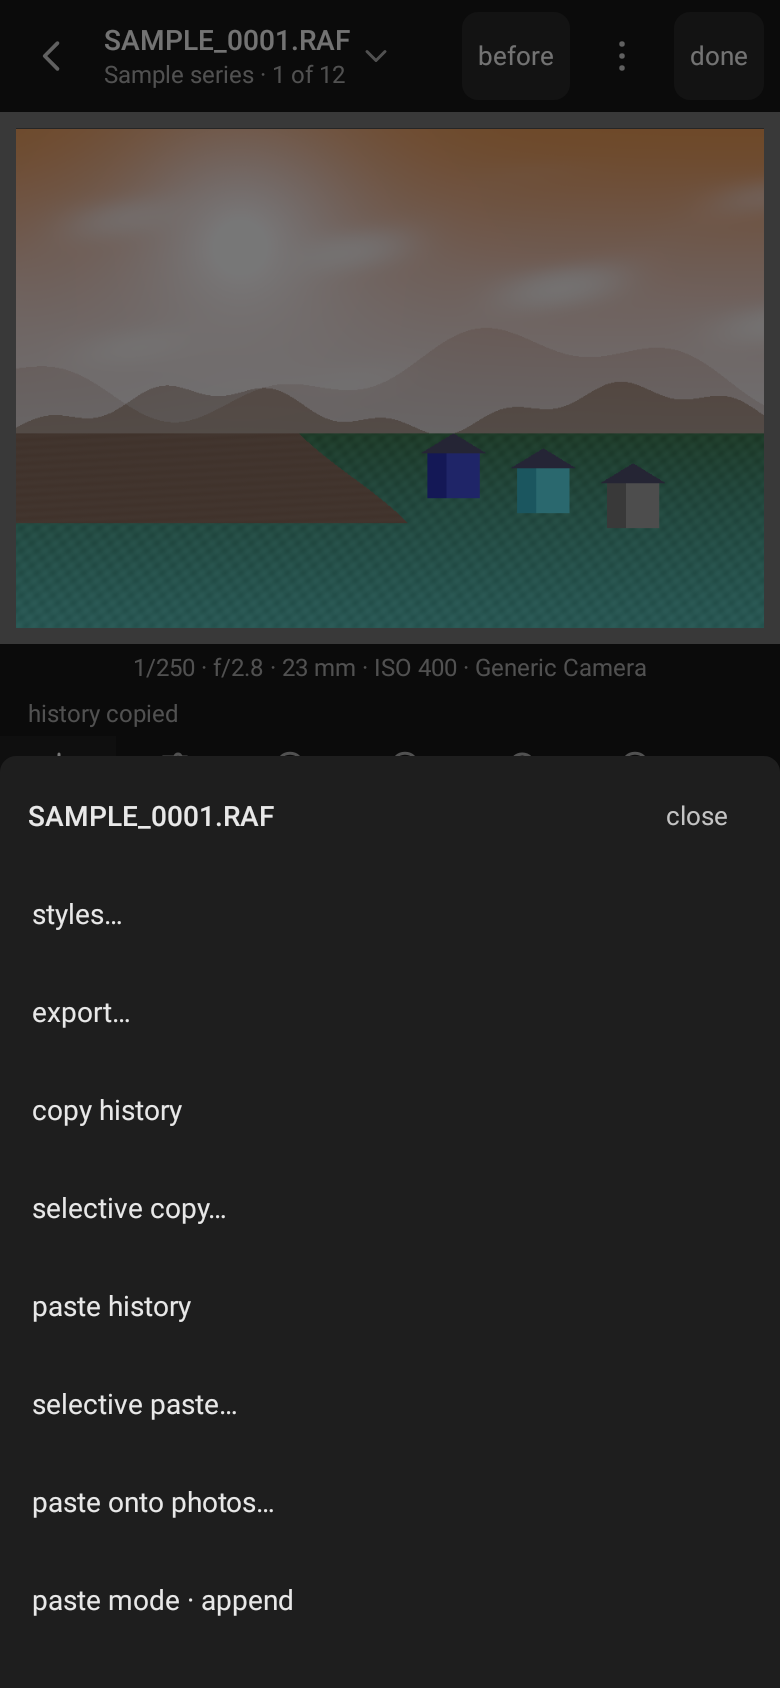 SAMPLE_0001.RAF
Sample series · 1 of 12
before
done
1/250 · f/2.8 · 23 mm · ISO 400 · Generic Camera
history copied
SAMPLE_0001.RAF
close
styles…
export…
copy history
selective copy…
paste history
selective paste…
paste onto photos…
paste mode · append